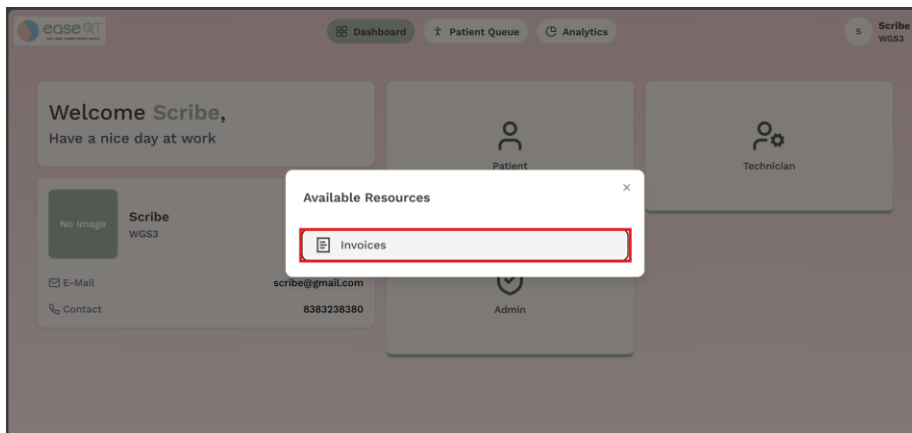 ease QT
Dashboard
Patient Queue
Analytics
S
Scribe
WGS3
Welcome Scribe,
Have a nice day at work
Patient
Technician
Available Resources
Invoices
No Image
Scribe
WGS3
E-Mail
scribe@gmail.com
Contact
8383238380
Admin